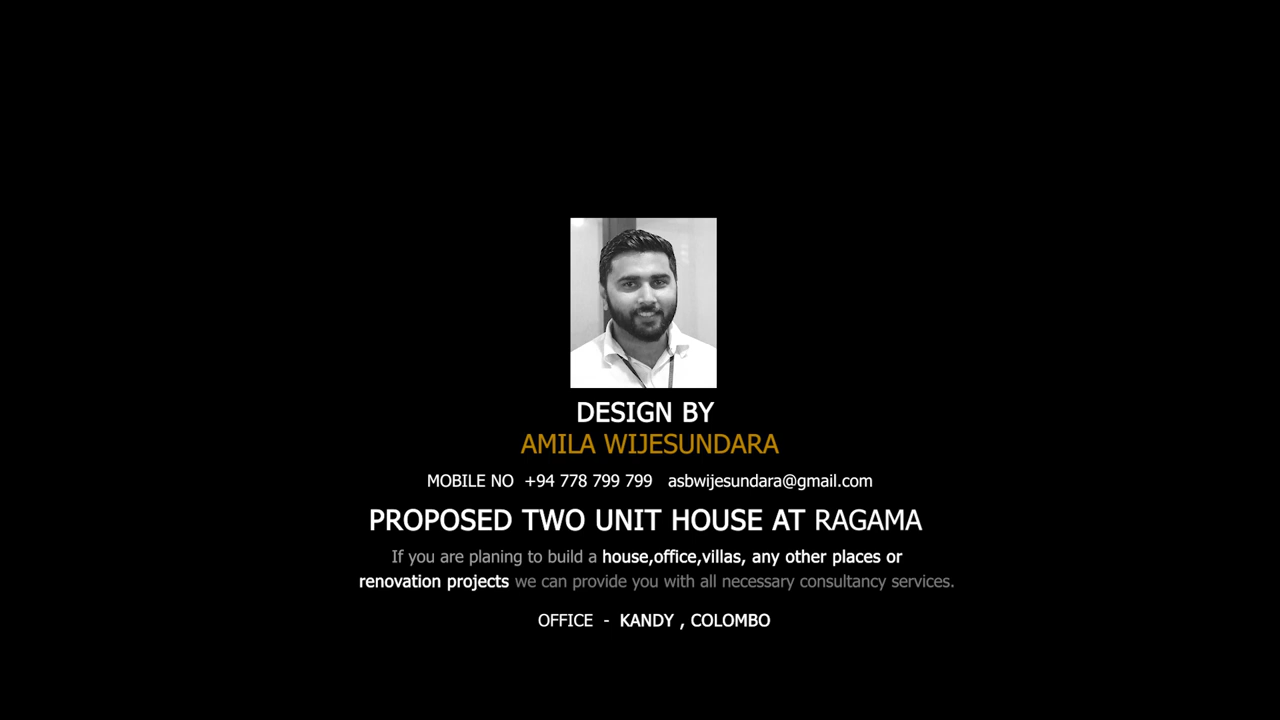 DESIGN BY
AMILA WIJESUNDARA
MOBILE NO +94 778 799 799 asbwijesundara@gmail.com
PROPOSED TWO UNIT HOUSE AT RAGAMA
If you are planing to build a house,office,villas, any other places or
renovation projects we can provide you with all necessary consultancy services.
OFFICE - KANDY , COLOMBO